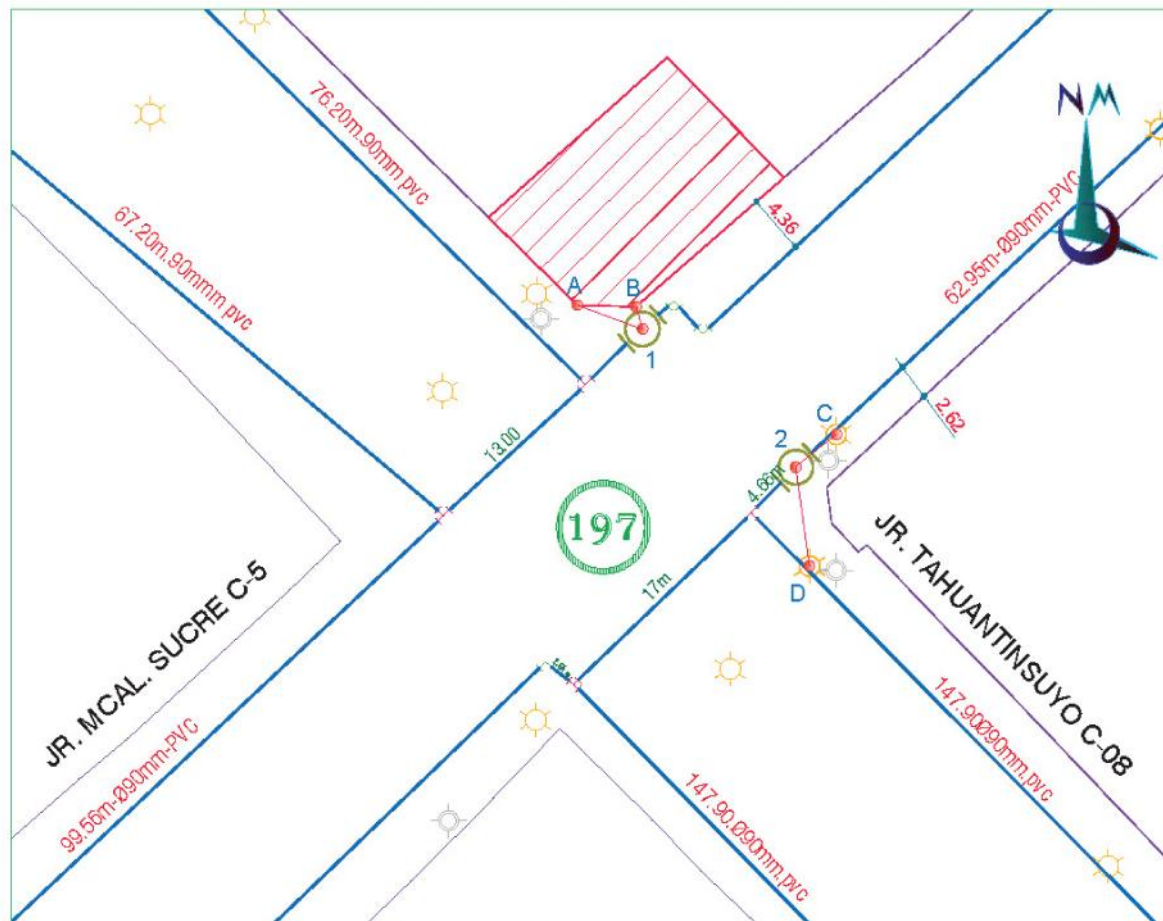 N M
76.20m.90mm pvc
67.20m.90mmm pvc
4.36
62.95m-Ø90mm-PVC
A
B
1
C
2.62
2
13.00
4.66m
197
17m
D
JR. TAHUANTINSUYO C-08
JR. MCAL. SUCRE C-5
99.56m-Ø90mm-PVC
147.90Ø90mm.pvc
147.90.Ø90mm.pvc